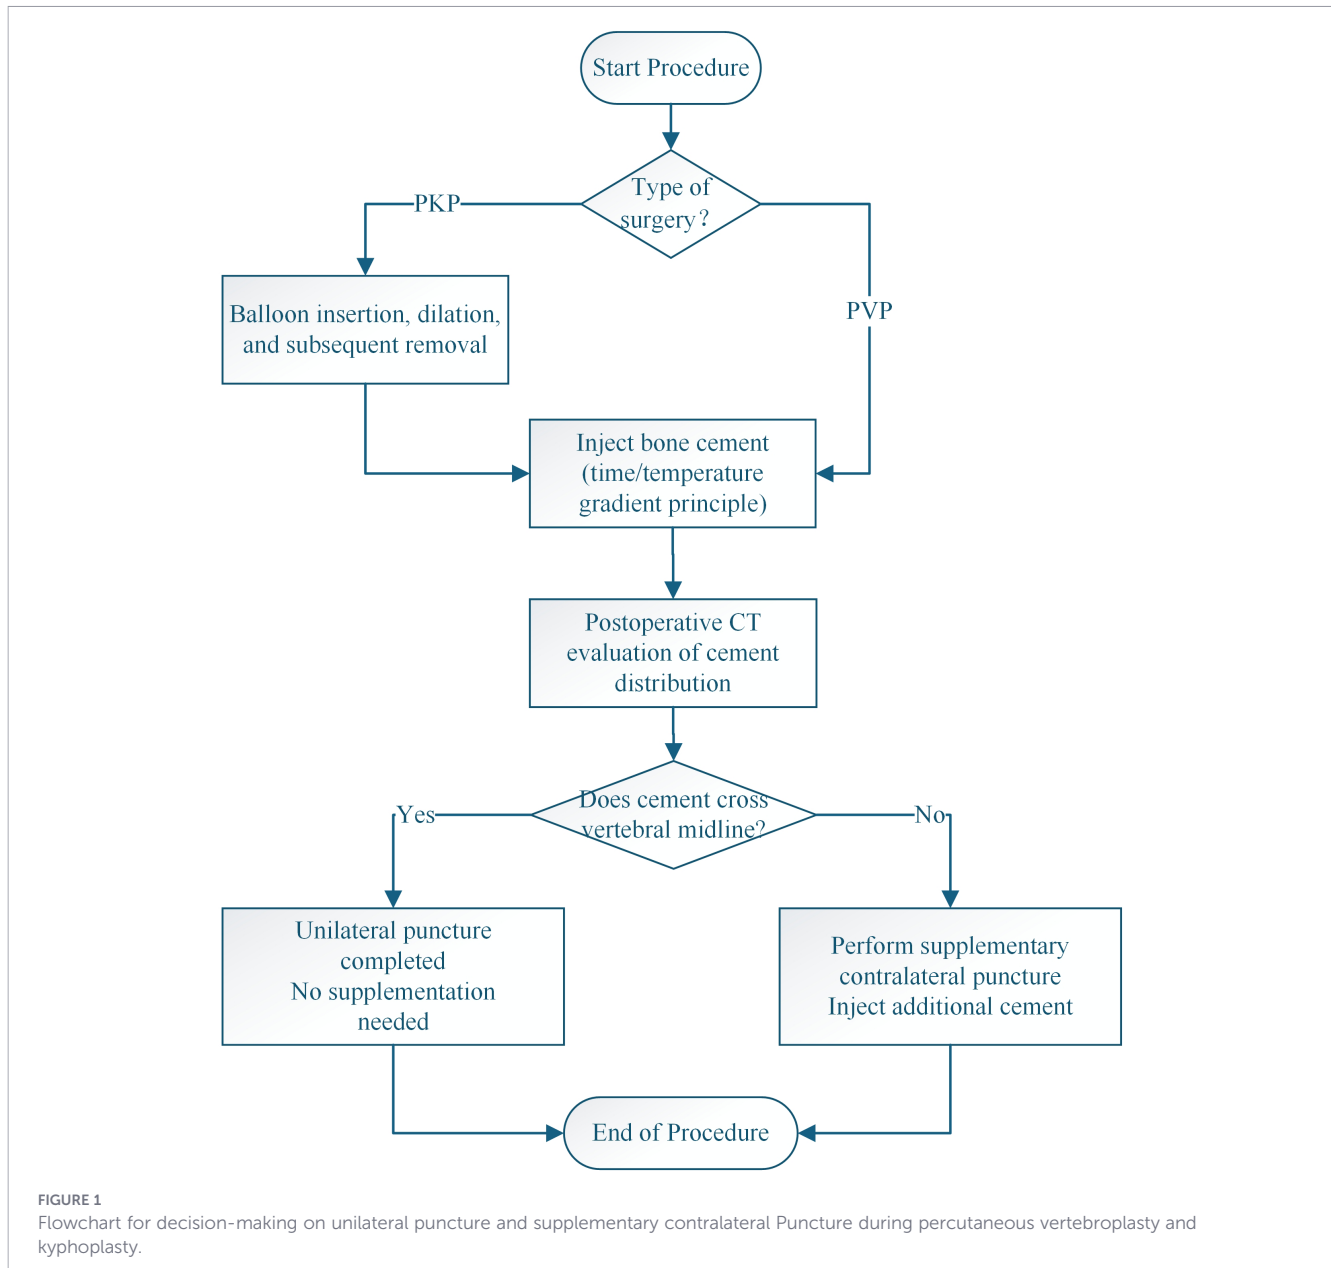 Start Procedure
Type of
surgery?
PKP
PVP
Balloon insertion, dilation,
and subsequent removal
Inject bone cement
(time/temperature
gradient principle)
Postoperative CT
evaluation of cement
distribution
Does cement cross
vertebral midline?
Yes
No
Unilateral puncture
completed
No supplementation
needed
Perform supplementary
contralateral puncture
Inject additional cement
End of Procedure
FIGURE 1
Flowchart for decision-making on unilateral puncture and supplementary contralateral Puncture during percutaneous vertebroplasty and
kyphoplasty.